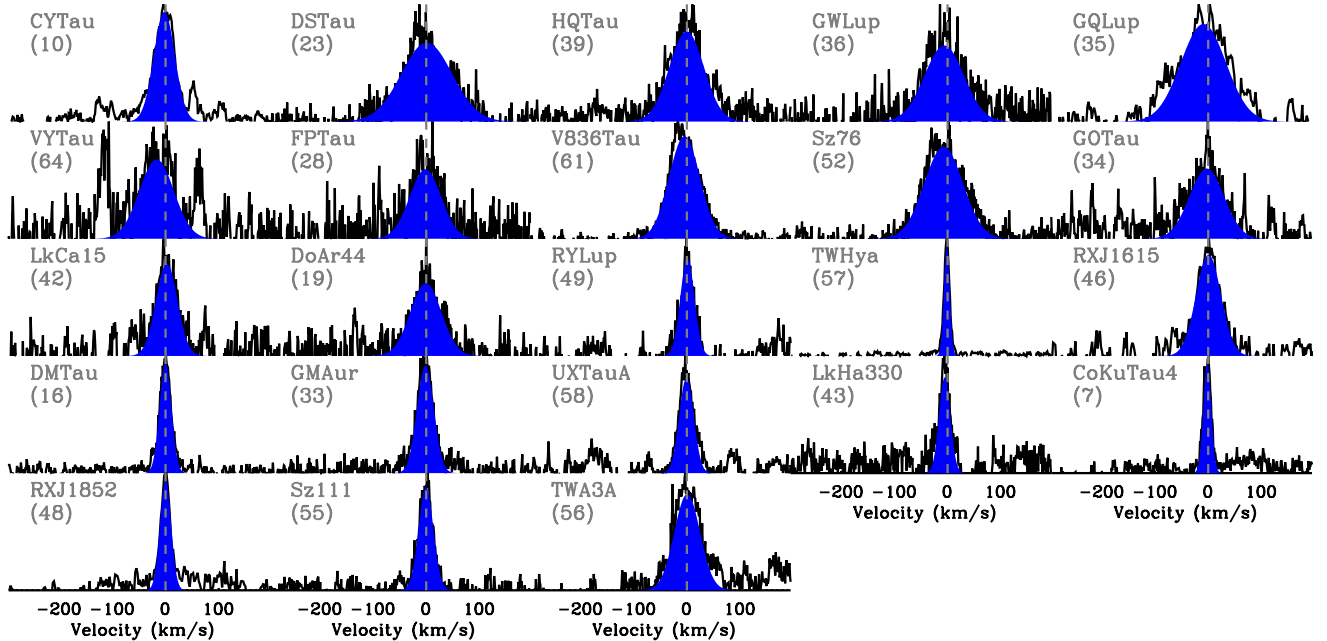 CYTau
(10)
DSTau
(23)
HQTau
(39)
GWLup
(36)
GQLup
(35)
VYTau
(64)
FPTau
(28)
V836Tau
(61)
Sz76
(52)
GOTau
(34)
LkCa15
(42)
DoAr44
(19)
RYLup
(49)
TWHya
(57)
RXJ1615
(46)
DMTau
(16)
GMAur
(33)
UXTauA
(58)
LkHa330
(43)
CoKuTau4
(7)
-200 -100 0 100
Velocity (km/s)
-200 -100 0 100
Velocity (km/s)
RXJ1852
(48)
Sz111
(55)
TWA3A
(56)
-200 -100 0 100
Velocity (km/s)
-200 -100 0 100
Velocity (km/s)
-200 -100 0 100
Velocity (km/s)